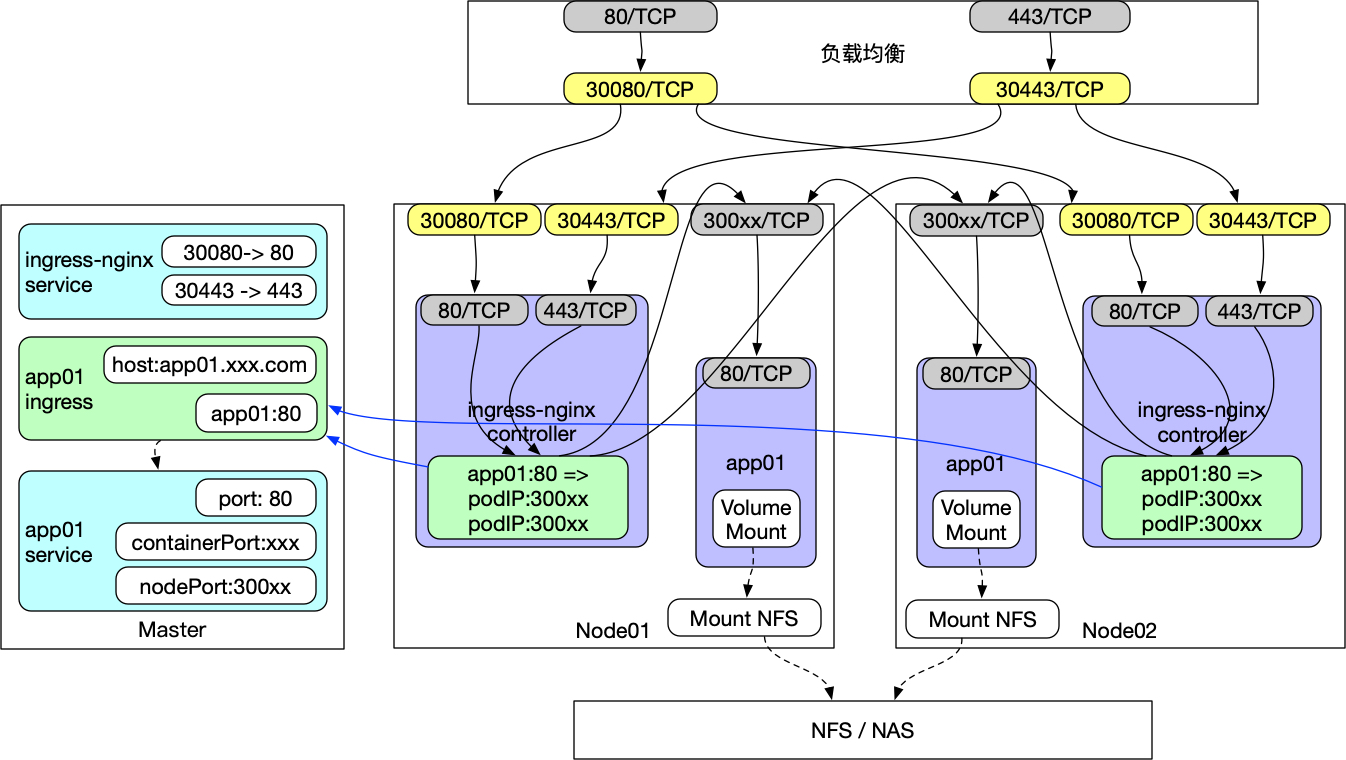 80/TCP
443/TCP
负载均衡
30080/TCP
30443/TCP
ingress-nginx
service
30080-> 80
30443 -> 443
app01
ingress
host:app01.xxx.com
app01:80
app01
service
port: 80
containerPort:xxx
nodePort:300xx
Master
30080/TCP
30443/TCP
300xx/TCP
80/TCP
443/TCP
ingress-nginx
controller
app01:80 =>
podIP:300xx
podIP:300xx
80/TCP
app01
Volume
Mount
Mount NFS
Node01
300xx/TCP
30080/TCP
30443/TCP
80/TCP
app01
Volume
Mount
Mount NFS
80/TCP
443/TCP
ingress-nginx
controller
app01:80 =>
podIP:300xx
podIP:300xx
Node02
NFS / NAS